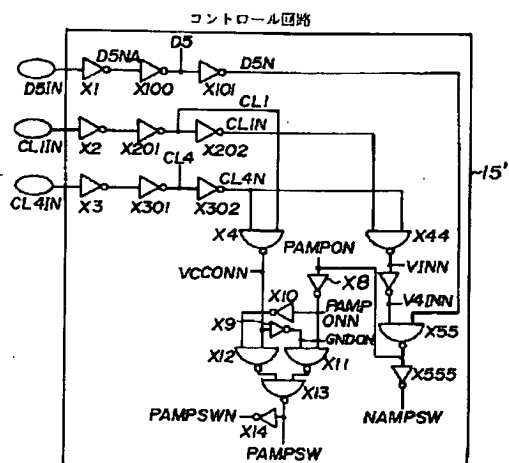 コントロール回路
D5
D5NA
D5N
D5IN
X1
X100
X101
CL1
CL1N
CL1IN
X2
X201
X202
15'
CL4
CL4N
CL4IN
X3
X301
X302
X4
X44
PAMPON
VINN
VCCONN
X8
X10
PAMP
ONN
V4INN
X9
GNDON
X55
X12
X11
X13
X555
PAMPSWN
X14
NAMPSW
PAMPSW